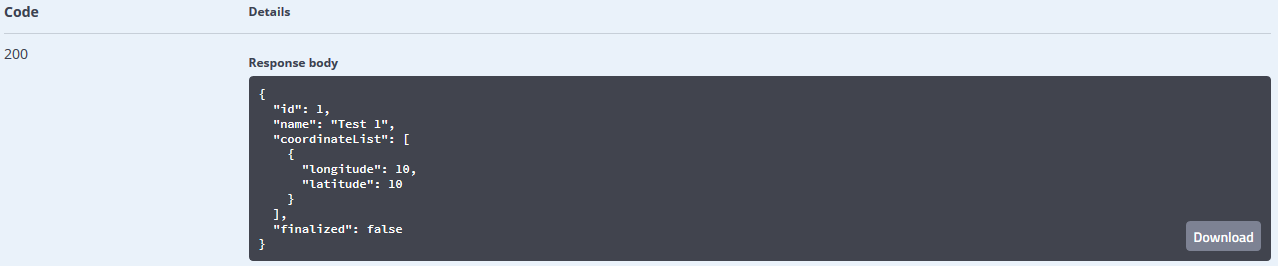 Code Details
200
Response body
{
  "id": 1,
  "name": "Test 1",
  "coordinateList": [
    {
      "longitude": 10,
      "latitude": 10
    }
  ],
  "finalized": false
}
Download